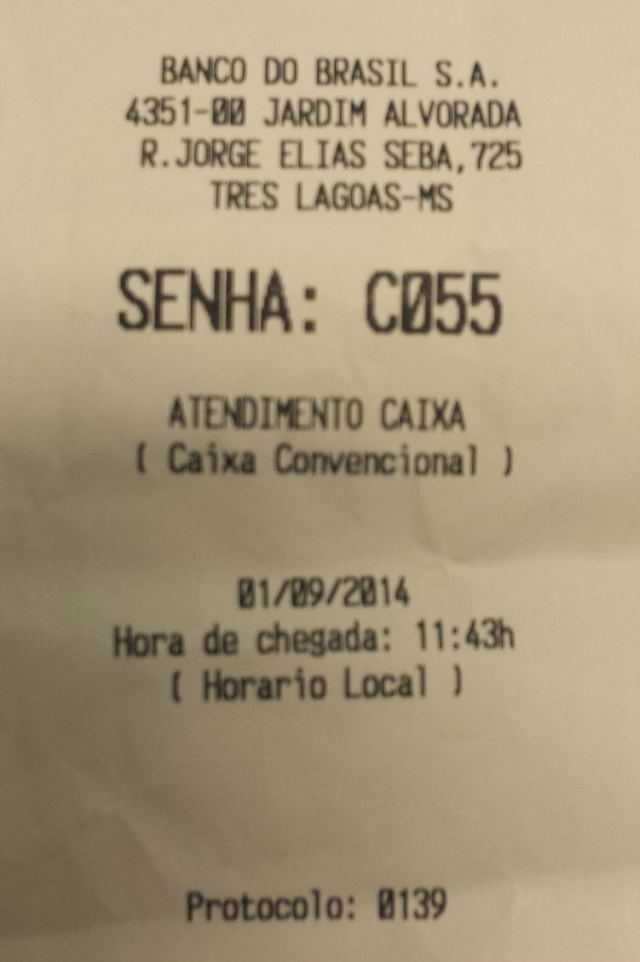 BANCO DO BRASIL S.A.
4351-00 JARDIM ALVORADA
R.JORGE ELIAS SEBA,725
TRES LAGOAS-MS
SENHA: C055
ATENDIMENTO CAIXA
( Caixa Convencional )
01/09/2014
Hora de chegada: 11:43h
( Horario Local )
Protocolo: 0139